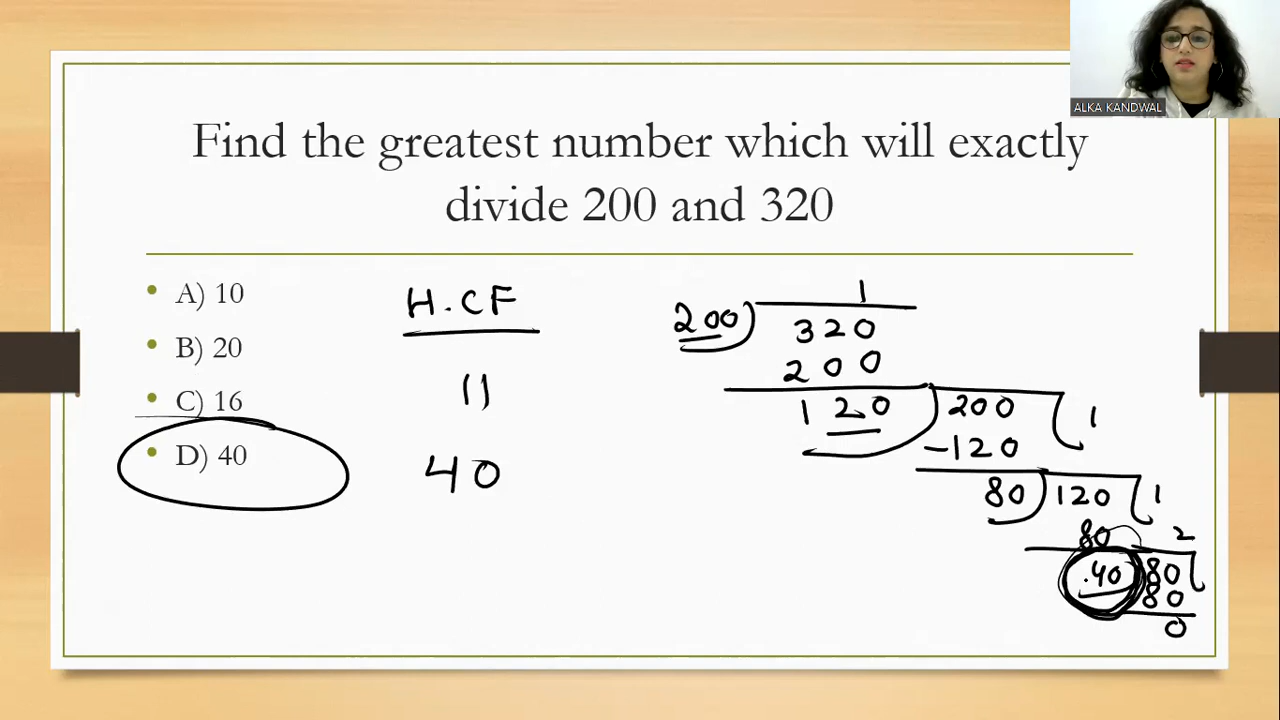 ALKA KANDWAL
Find the greatest number which will exactly
divide 200 and 320
• A) 10
• B) 20
• C) 16
• D) 40
H.CF
11
40
1
200) 320
200
120) 200 ( 1
-120
80) 120 ( 1
80
2
.40 80
80
0